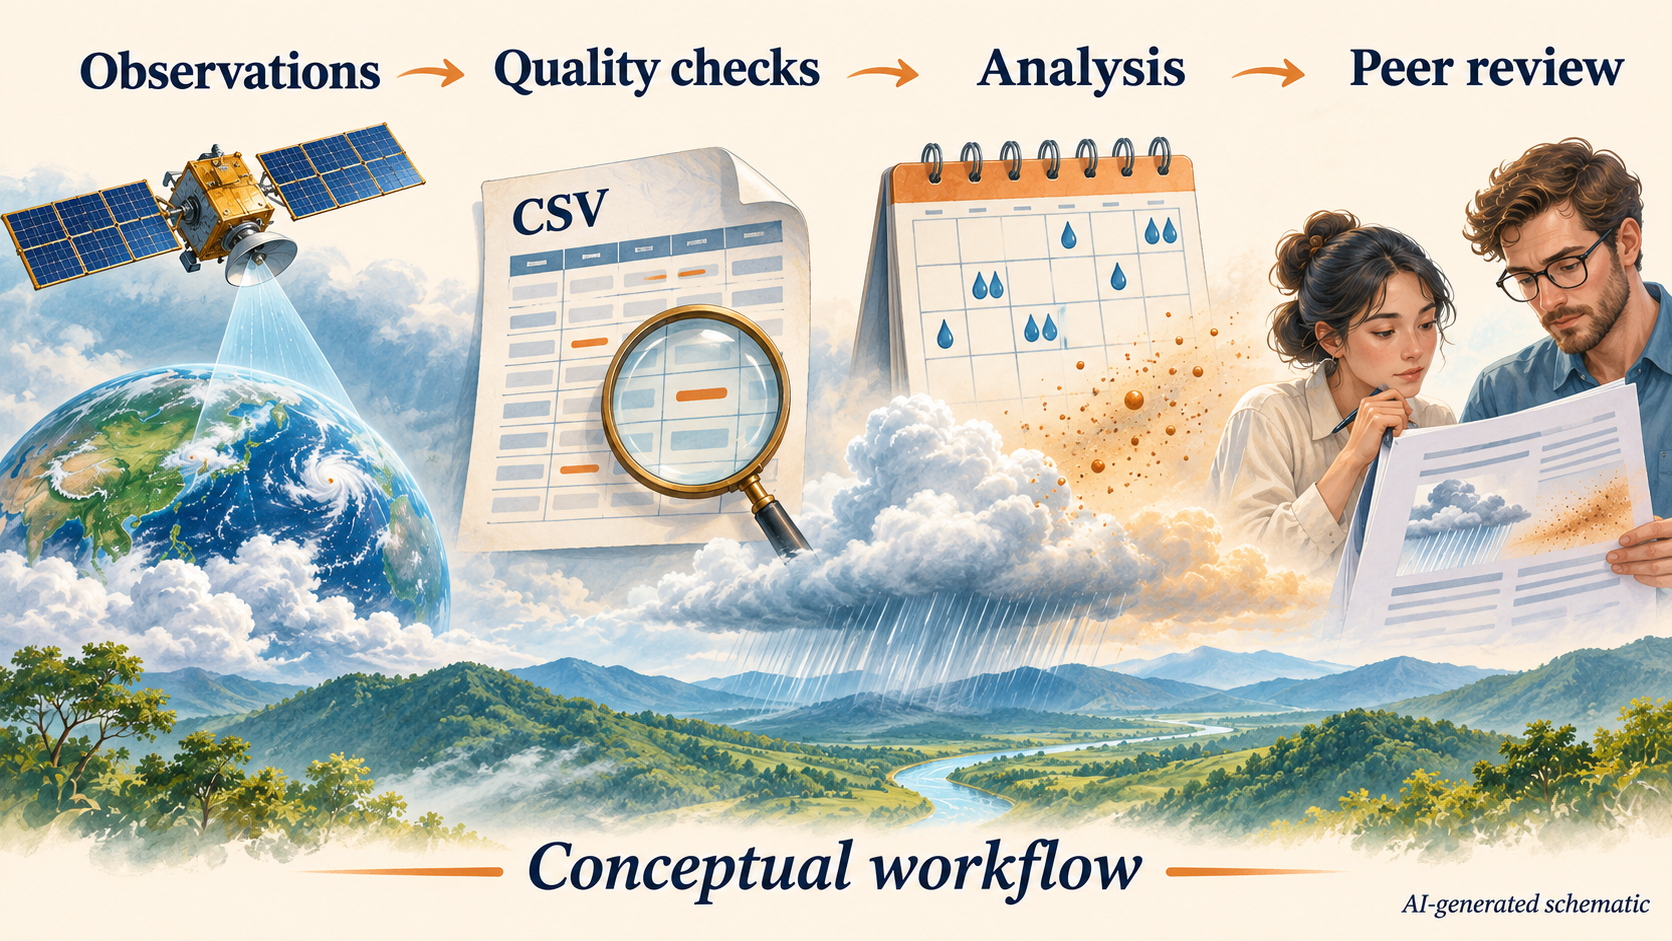 Observations → Quality checks → Analysis → Peer review
CSV
Conceptual workflow
AI-generated schematic